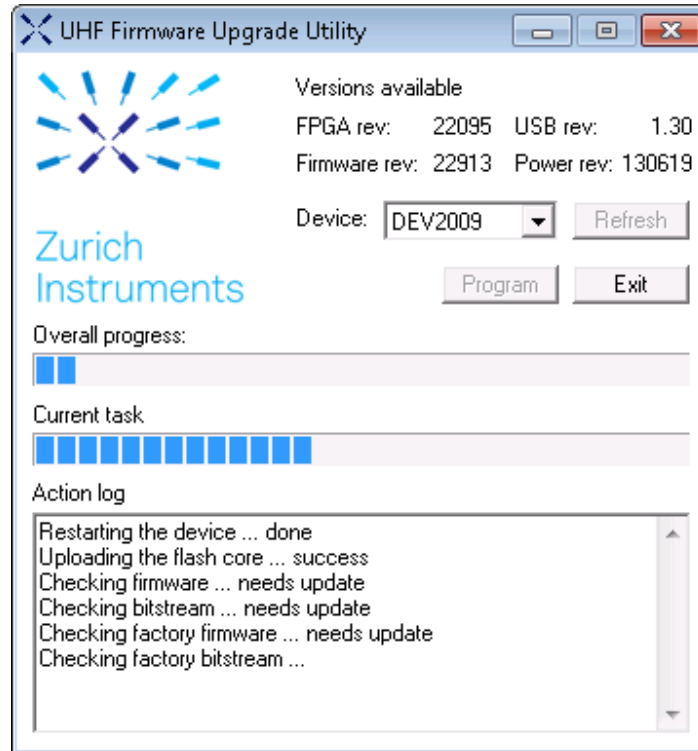 UHF Firmware Upgrade Utility
Versions available
FPGA rev: 22095 USB rev: 1.30
Firmware rev: 22913 Power rev: 130619
Device: DEV2009 Refresh
Zurich
Instruments
Program Exit
Overall progress:
Current task
Action log
Restarting the device ... done
Uploading the flash core ... success
Checking firmware ... needs update
Checking bitstream ... needs update
Checking factory firmware ... needs update
Checking factory bitstream ...